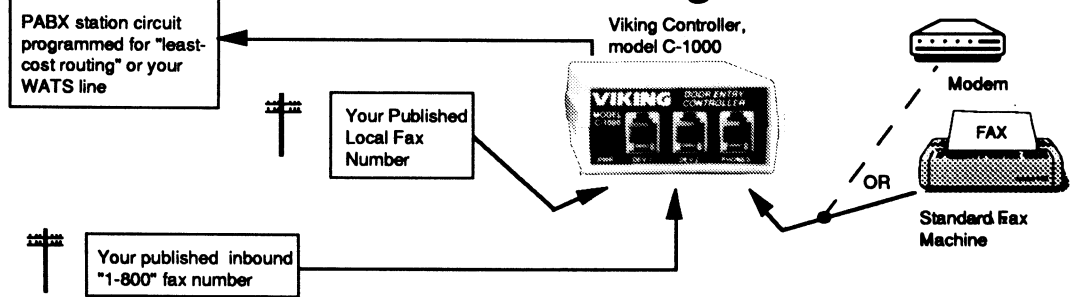 PABX station circuit
programmed for "least-
cost routing" or your
WATS line
Viking Controller,
model C-1000
VIKING DOOR ENTRY
CONTROLLER
MODEL
C-1000
Your Published
Local Fax
Number
Your published inbound
"1-800" fax number
Modem
FAX
OR
Standard Fax
Machine